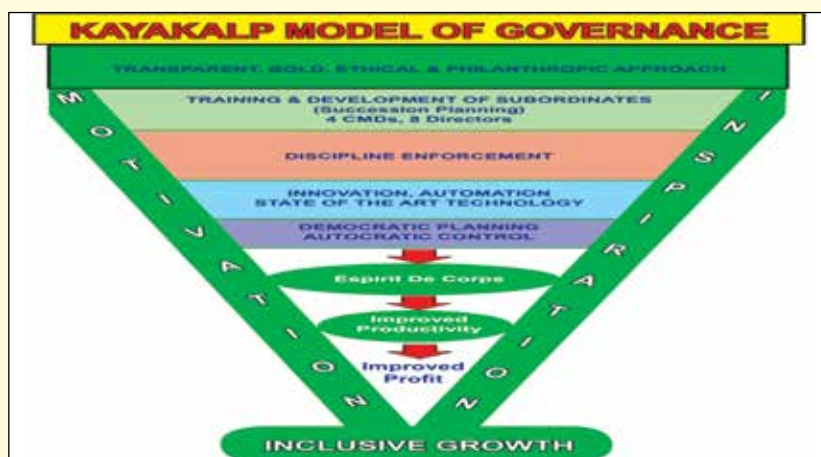 KAYAKALP MODEL OF GOVERNANCE
TRANSPARENT, BOLD, ETHICAL & PHILANTHROPIC APPROACH
TRAINING & DEVELOPMENT OF SUBORDINATES
(Succession Planning)
4 CMDs, 8 Directors
DISCIPLINE ENFORCEMENT
INNOVATION, AUTOMATION
STATE OF THE ART TECHNOLOGY
DEMOCRATIC PLANNING
AUTOCRATIC CONTROL
Espirit De Corps
Improved
Productivity
Improved
Profit
MOTIVATION
INSPIRATION
INCLUSIVE GROWTH